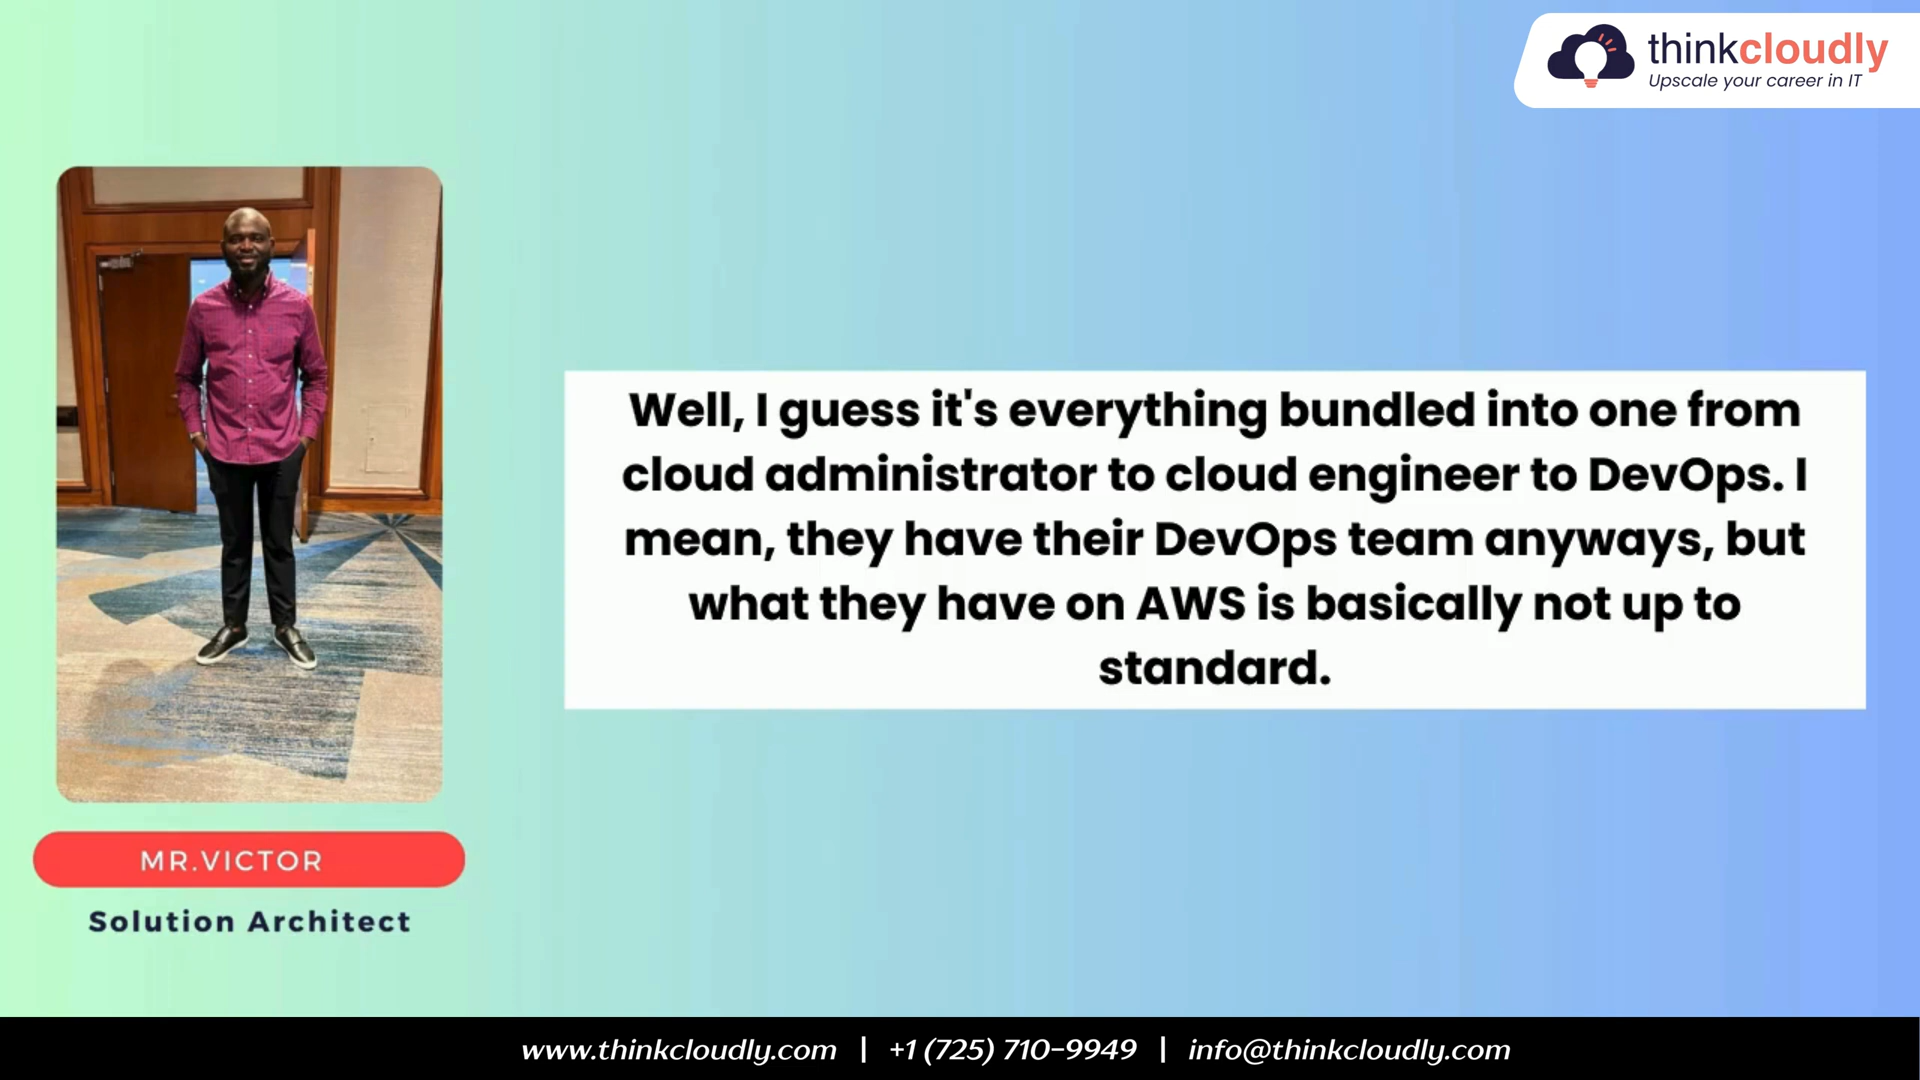 thinkcloudly
Upscale your career in IT
Well, I guess it's everything bundled into one from
cloud administrator to cloud engineer to DevOps. I
mean, they have their DevOps team anyways, but
what they have on AWS is basically not up to
standard.
MR.VICTOR
Solution Architect
www.thinkcloudly.com | +1 (725) 710-9949 | info@thinkcloudly.com